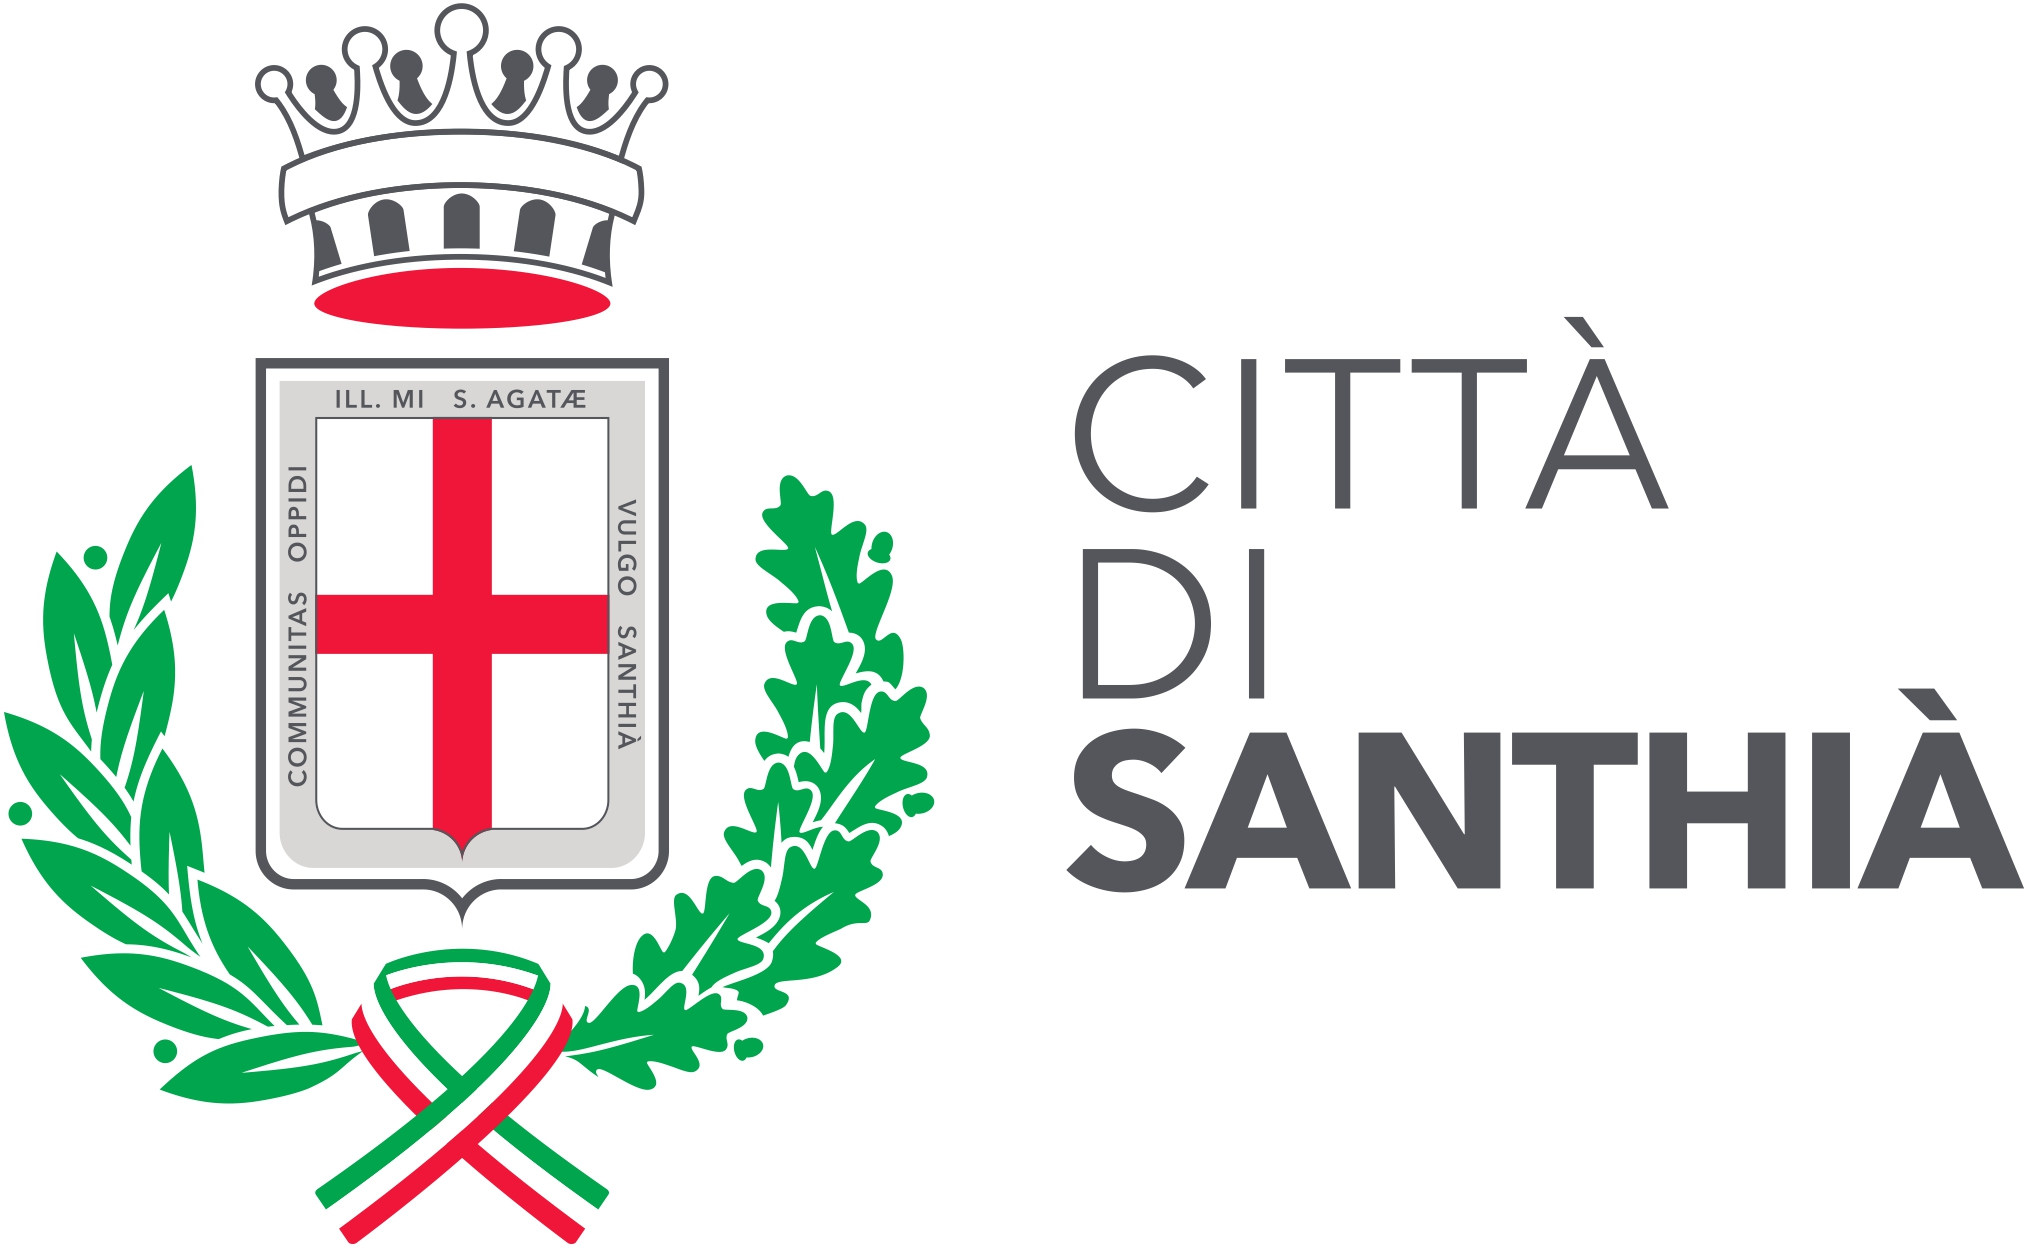 COMMUNITAS OPPIDI
ILL. MI S. AGATÆ
VULGO SANTHIÀ
CITTÀ
DI
SANTHIÀ